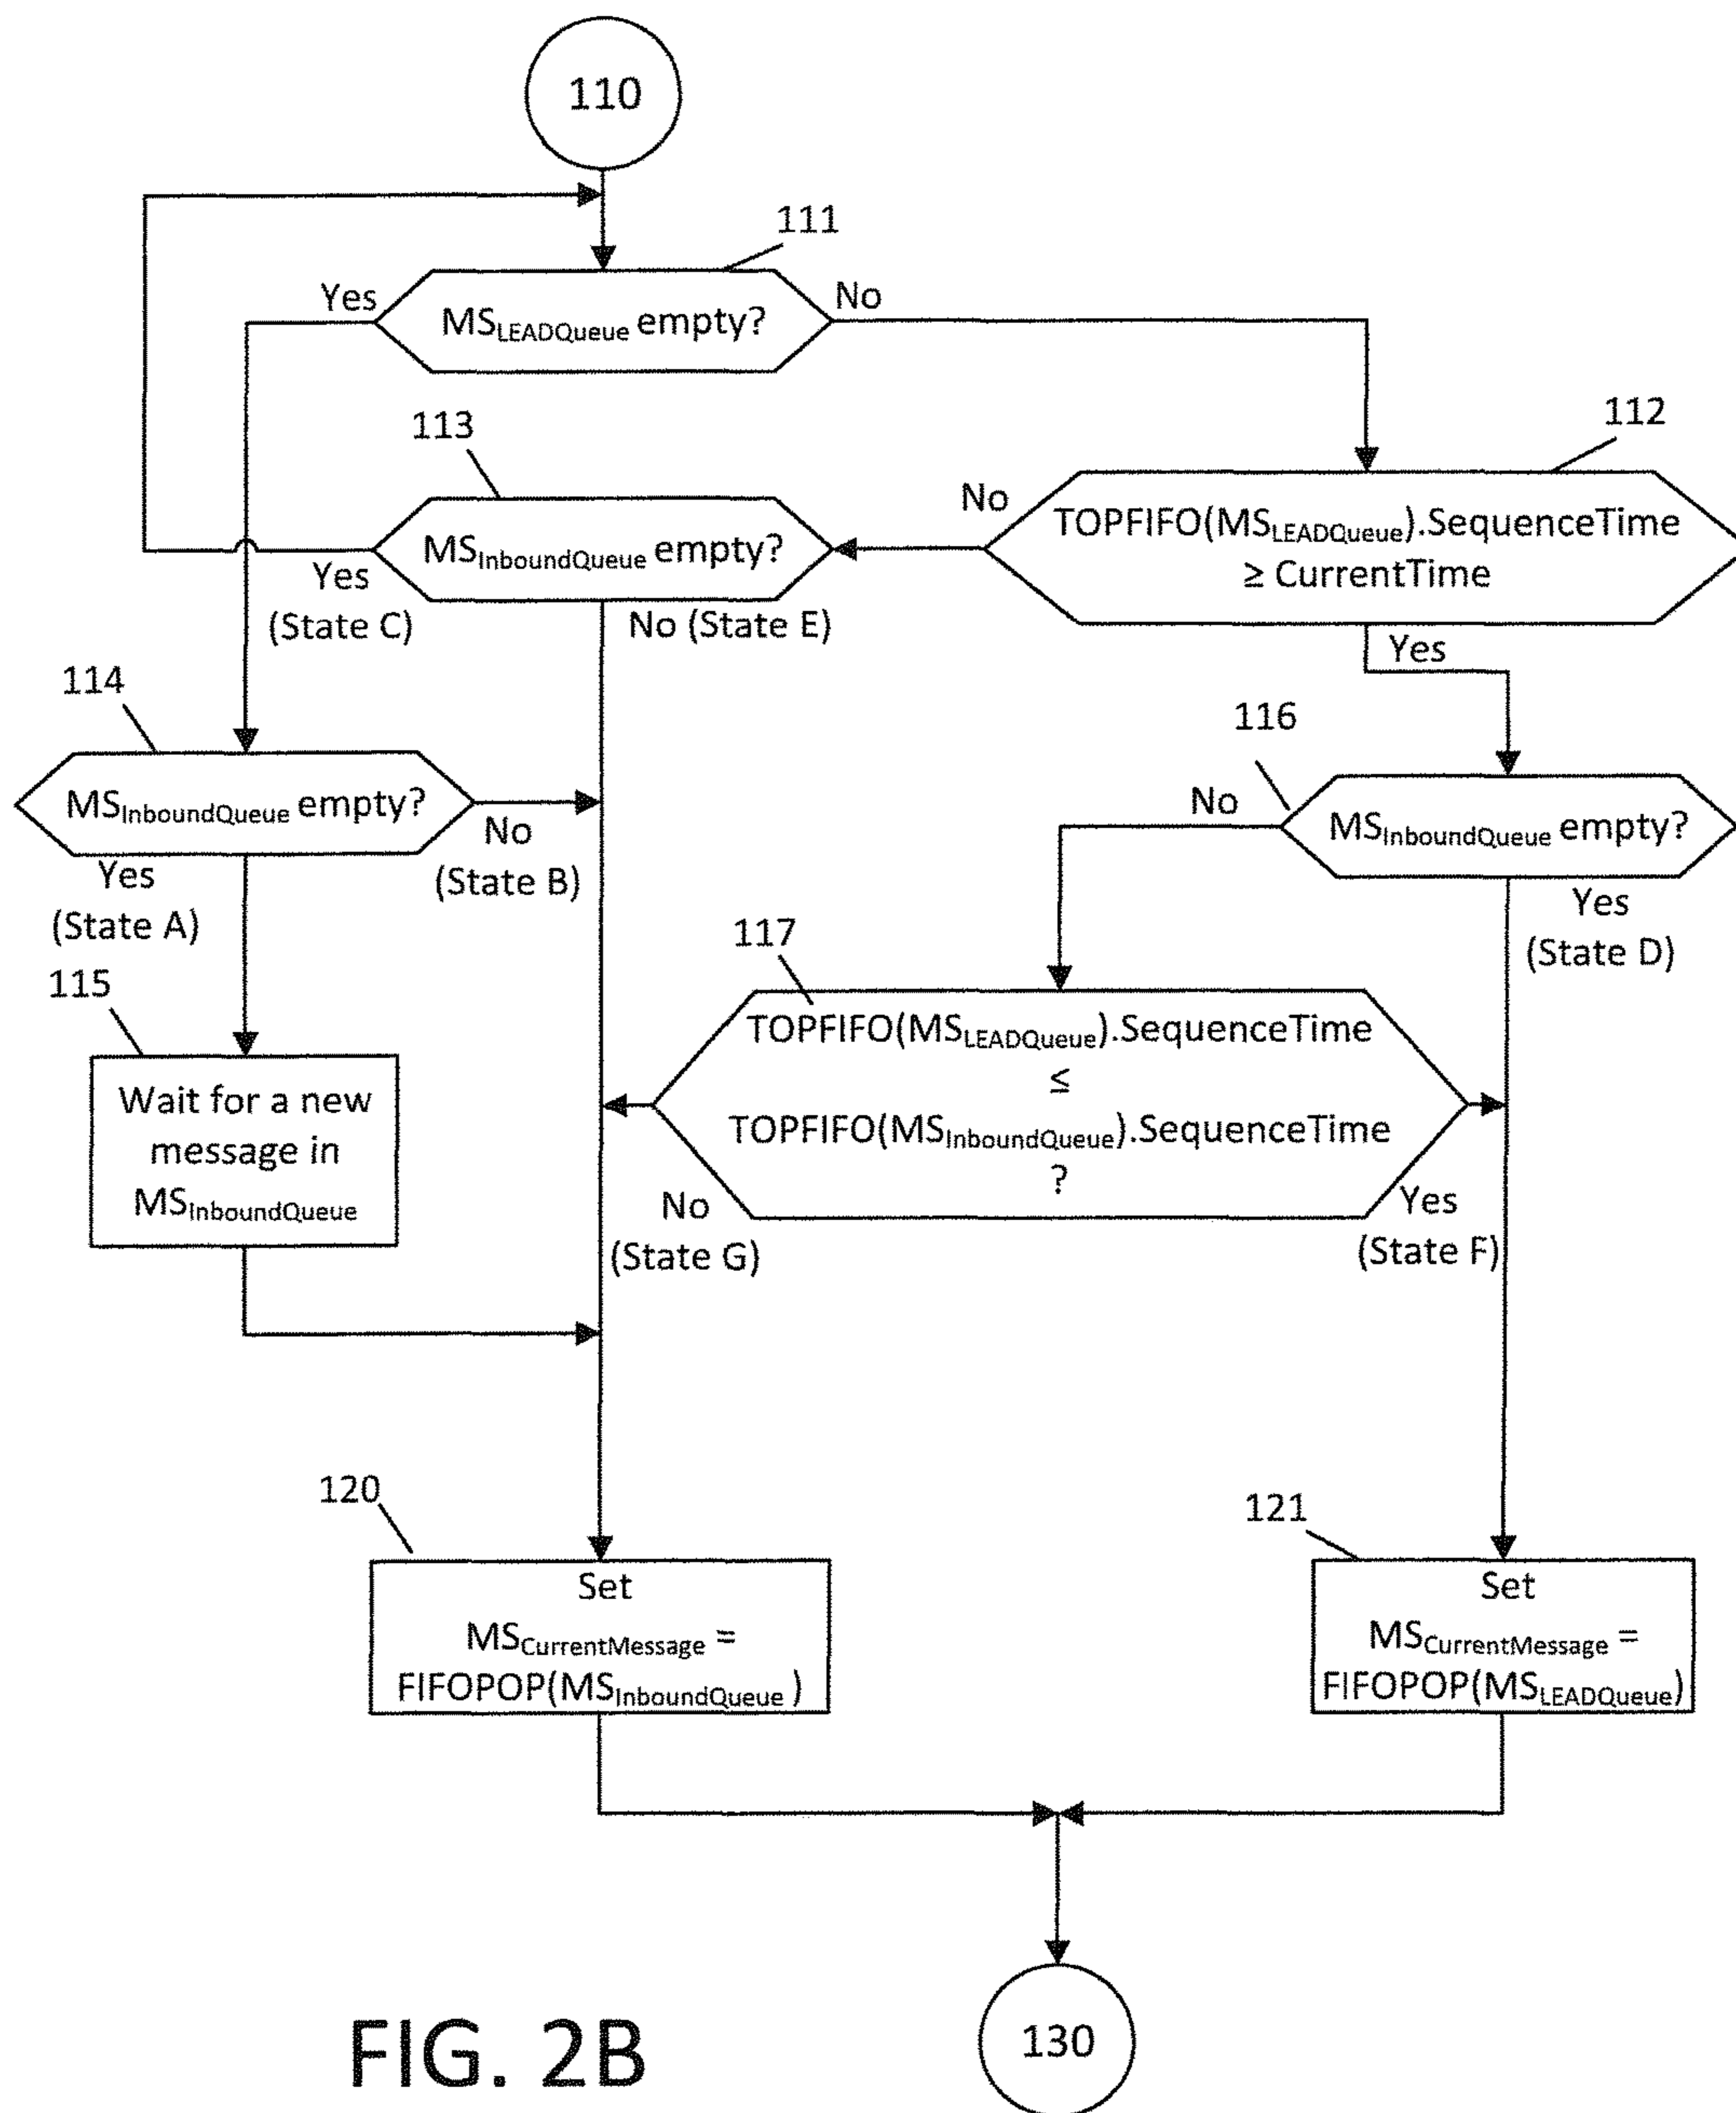 110
111
Yes
No
MSLEADQueue empty?
112
113
No
TOPFIFO(MSLEADQueue).SequenceTime
≥ CurrentTime
MSInboundQueue empty?
Yes
(State C)
No (State E)
Yes
114
116
MSInboundQueue empty?
No
MSInboundQueue empty?
No
(State B)
Yes
(State A)
Yes
(State D)
117
115
TOPFIFO(MSLEADQueue).SequenceTime
≤
TOPFIFO(MSInboundQueue).SequenceTime
?
Wait for a new
message in
MSInboundQueue
No
(State G)
Yes
(State F)
120
121
Set
MSCurrentMessage =
FIFOPOP(MSInboundQueue )
Set
MSCurrentMessage =
FIFOPOP(MSLEADQueue)
FIG. 2B
130